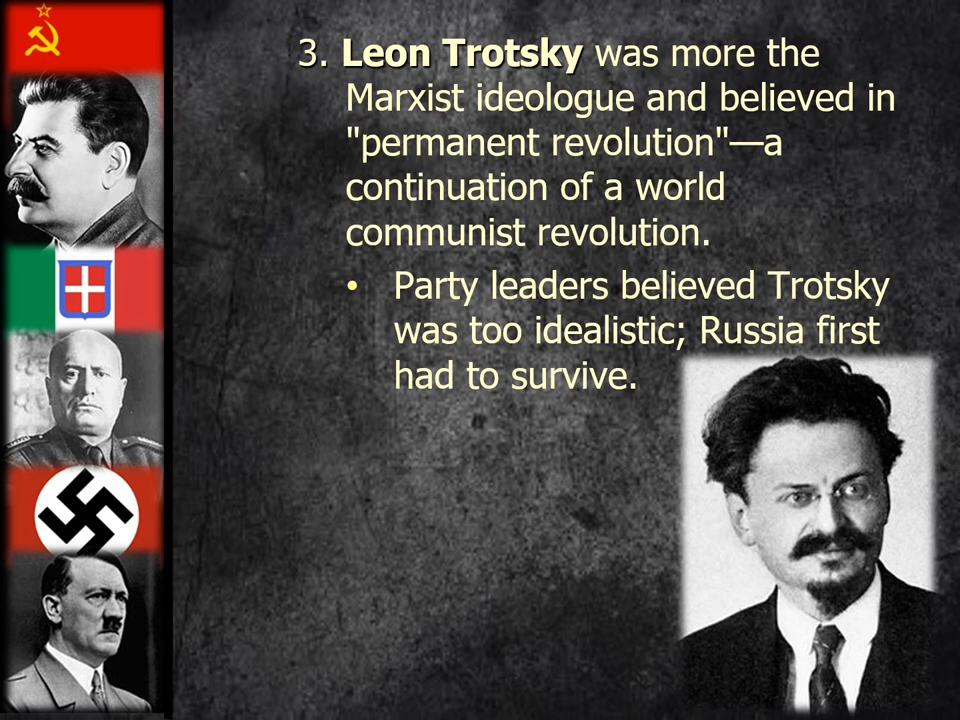 3. Leon Trotsky was more the
Marxist ideologue and believed in
"permanent revolution"—a
continuation of a world
communist revolution.
• Party leaders believed Trotsky
was too idealistic; Russia first
had to survive.